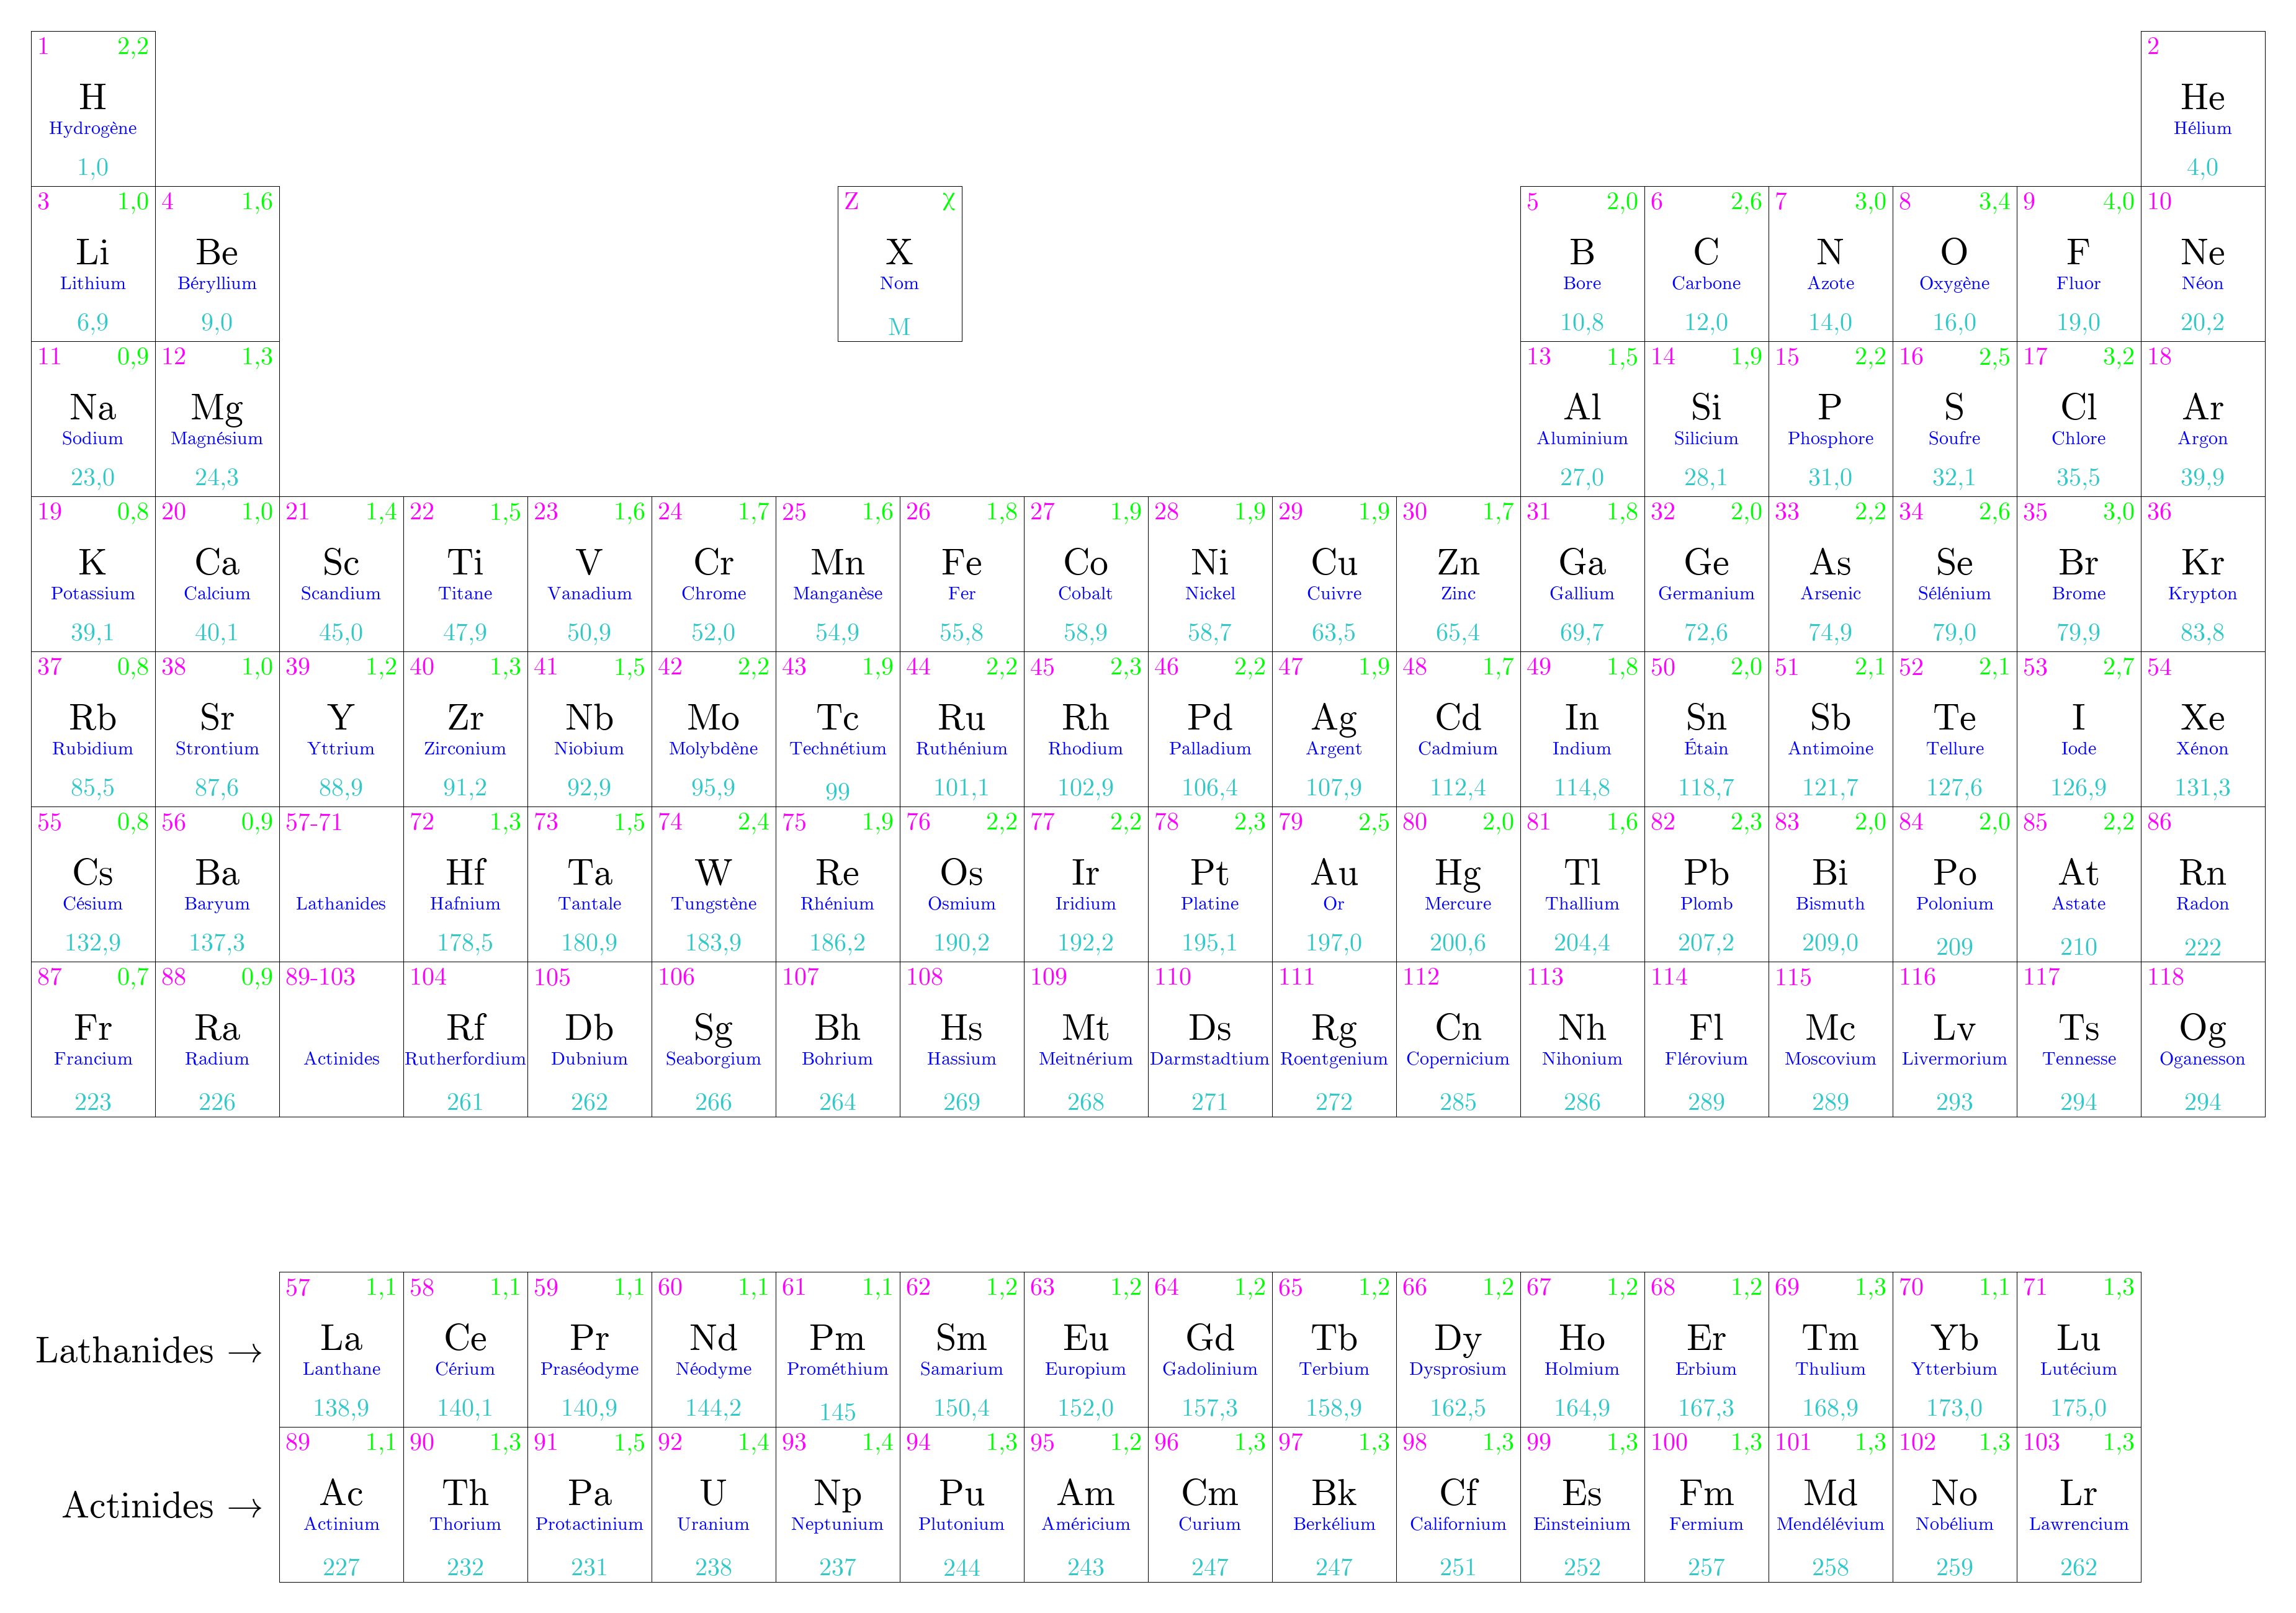 1 2,2 2
H He
Hydrogène Hélium
1,0 4,0
3 1,0 4 1,6 Z χ 5 2,0 6 2,6 7 3,0 8 3,4 9 4,0 10
Li Be X B C N O F Ne
Lithium Béryllium Nom Bore Carbone Azote Oxygène Fluor Néon
6,9 9,0 M 10,8 12,0 14,0 16,0 19,0 20,2
11 0,9 12 1,3 13 1,5 14 1,9 15 2,2 16 2,5 17 3,2 18
Na Mg Al Si P S Cl Ar
Sodium Magnésium Aluminium Silicium Phosphore Soufre Chlore Argon
23,0 24,3 27,0 28,1 31,0 32,1 35,5 39,9
19 0,8 20 1,0 21 1,4 22 1,5 23 1,6 24 1,7 25 1,6 26 1,8 27 1,9 28 1,9 29 1,9 30 1,7 31 1,8 32 2,0 33 2,2 34 2,6 35 3,0 36
K Ca Sc Ti V Cr Mn Fe Co Ni Cu Zn Ga Ge As Se Br Kr
Potassium Calcium Scandium Titane Vanadium Chrome Manganèse Fer Cobalt Nickel Cuivre Zinc Gallium Germanium Arsenic Sélénium Brome Krypton
39,1 40,1 45,0 47,9 50,9 52,0 54,9 55,8 58,9 58,7 63,5 65,4 69,7 72,6 74,9 79,0 79,9 83,8
37 0,8 38 1,0 39 1,2 40 1,3 41 1,5 42 2,2 43 1,9 44 2,2 45 2,3 46 2,2 47 1,9 48 1,7 49 1,8 50 2,0 51 2,1 52 2,1 53 2,7 54
Rb Sr Y Zr Nb Mo Tc Ru Rh Pd Ag Cd In Sn Sb Te I Xe
Rubidium Strontium Yttrium Zirconium Niobium Molybdène Technétium Ruthénium Rhodium Palladium Argent Cadmium Indium Étain Antimoine Tellure Iode Xénon
85,5 87,6 88,9 91,2 92,9 95,9 99 101,1 102,9 106,4 107,9 112,4 114,8 118,7 121,7 127,6 126,9 131,3
55 0,8 56 0,9 57-71 72 1,3 73 1,5 74 2,4 75 1,9 76 2,2 77 2,2 78 2,3 79 2,5 80 2,0 81 1,6 82 2,3 83 2,0 84 2,0 85 2,2 86
Cs Ba Hf Ta W Re Os Ir Pt Au Hg Tl Pb Bi Po At Rn
Césium Baryum Lathanides Hafnium Tantale Tungstène Rhénium Osmium Iridium Platine Or Mercure Thallium Plomb Bismuth Polonium Astate Radon
132,9 137,3 178,5 180,9 183,9 186,2 190,2 192,2 195,1 197,0 200,6 204,4 207,2 209,0 209 210 222
87 0,7 88 0,9 89-103 104 105 106 107 108 109 110 111 112 113 114 115 116 117 118
Fr Ra Rf Db Sg Bh Hs Mt Ds Rg Cn Nh Fl Mc Lv Ts Og
Francium Radium Actinides Rutherfordium Dubnium Seaborgium Bohrium Hassium Meitnérium Darmstadtium Roentgenium Copernicium Nihonium Flérovium Moscovium Livermorium Tennesse Oganesson
223 226 261 262 266 264 269 268 271 272 285 286 289 289 293 294 294
57 1,1 58 1,1 59 1,1 60 1,1 61 1,1 62 1,2 63 1,2 64 1,2 65 1,2 66 1,2 67 1,2 68 1,2 69 1,3 70 1,1 71 1,3
Lathanides → La Ce Pr Nd Pm Sm Eu Gd Tb Dy Ho Er Tm Yb Lu
Lanthane Cérium Praséodyme Néodyme Prométhium Samarium Europium Gadolinium Terbium Dysprosium Holmium Erbium Thulium Ytterbium Lutécium
138,9 140,1 140,9 144,2 145 150,4 152,0 157,3 158,9 162,5 164,9 167,3 168,9 173,0 175,0
89 1,1 90 1,3 91 1,5 92 1,4 93 1,4 94 1,3 95 1,2 96 1,3 97 1,3 98 1,3 99 1,3 100 1,3 101 1,3 102 1,3 103 1,3
Actinides → Ac Th Pa U Np Pu Am Cm Bk Cf Es Fm Md No Lr
Actinium Thorium Protactinium Uranium Neptunium Plutonium Américium Curium Berkélium Californium Einsteinium Fermium Mendélévium Nobélium Lawrencium
227 232 231 238 237 244 243 247 247 251 252 257 258 259 262